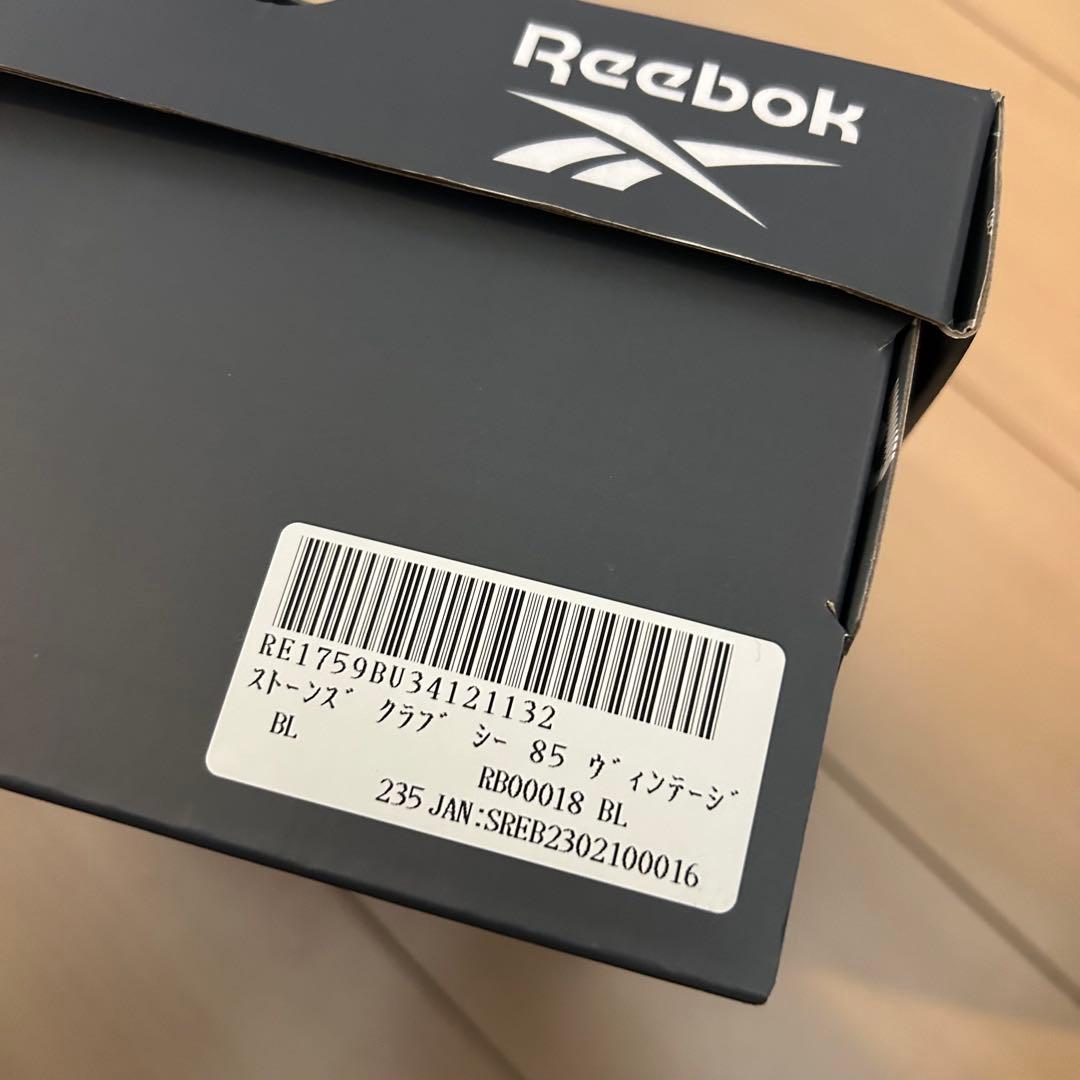 Reebok
RE1759BU34121132
ｽﾄｰﾝｽﾞ ｸﾗﾌﾞ ｼｰ 85 ｳﾞｨﾝﾃｰｼﾞ
BL
RB00018 BL
235 JAN:SREB2302100016